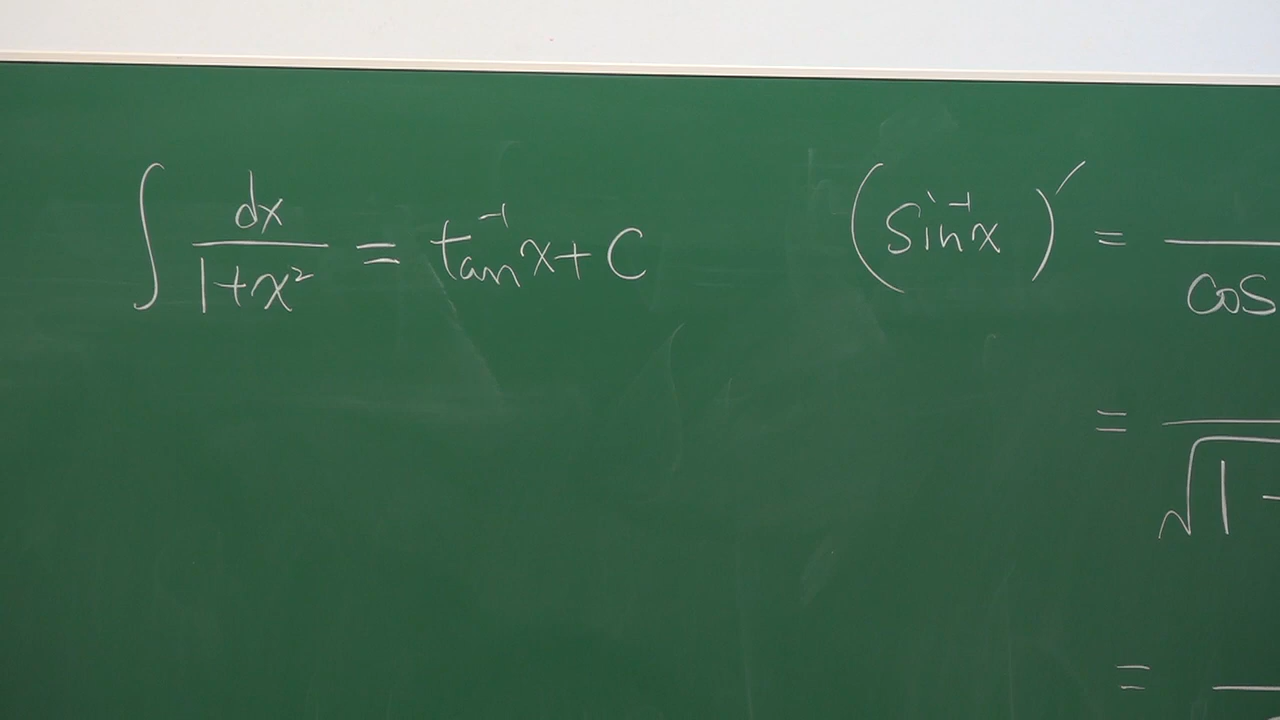 ∫ dx/(1+x²) = tan⁻¹x + C
(sin⁻¹x)′ = ―/cos
= ―/√1 -
= ―